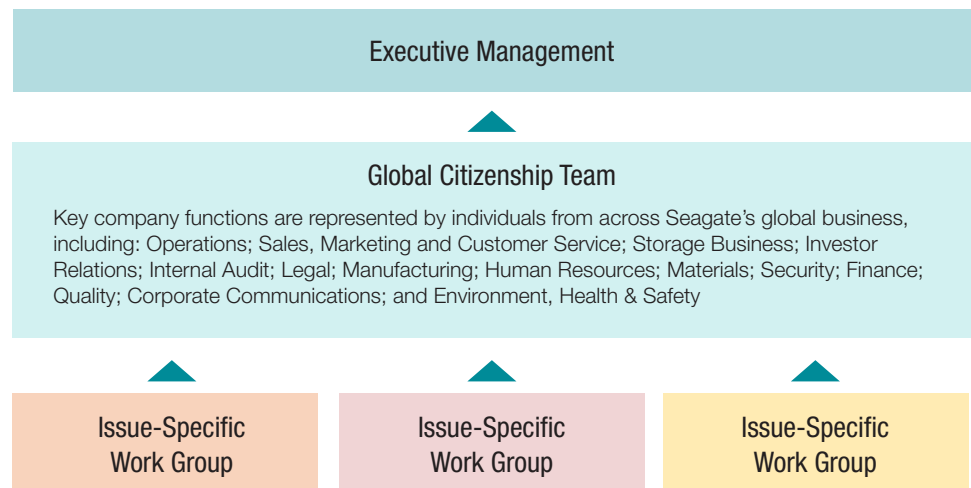 Executive Management
Global Citizenship Team
Key company functions are represented by individuals from across Seagate’s global business,
including: Operations; Sales, Marketing and Customer Service; Storage Business; Investor
Relations; Internal Audit; Legal; Manufacturing; Human Resources; Materials; Security; Finance;
Quality; Corporate Communications; and Environment, Health & Safety
Issue-Specific
Work Group
Issue-Specific
Work Group
Issue-Specific
Work Group